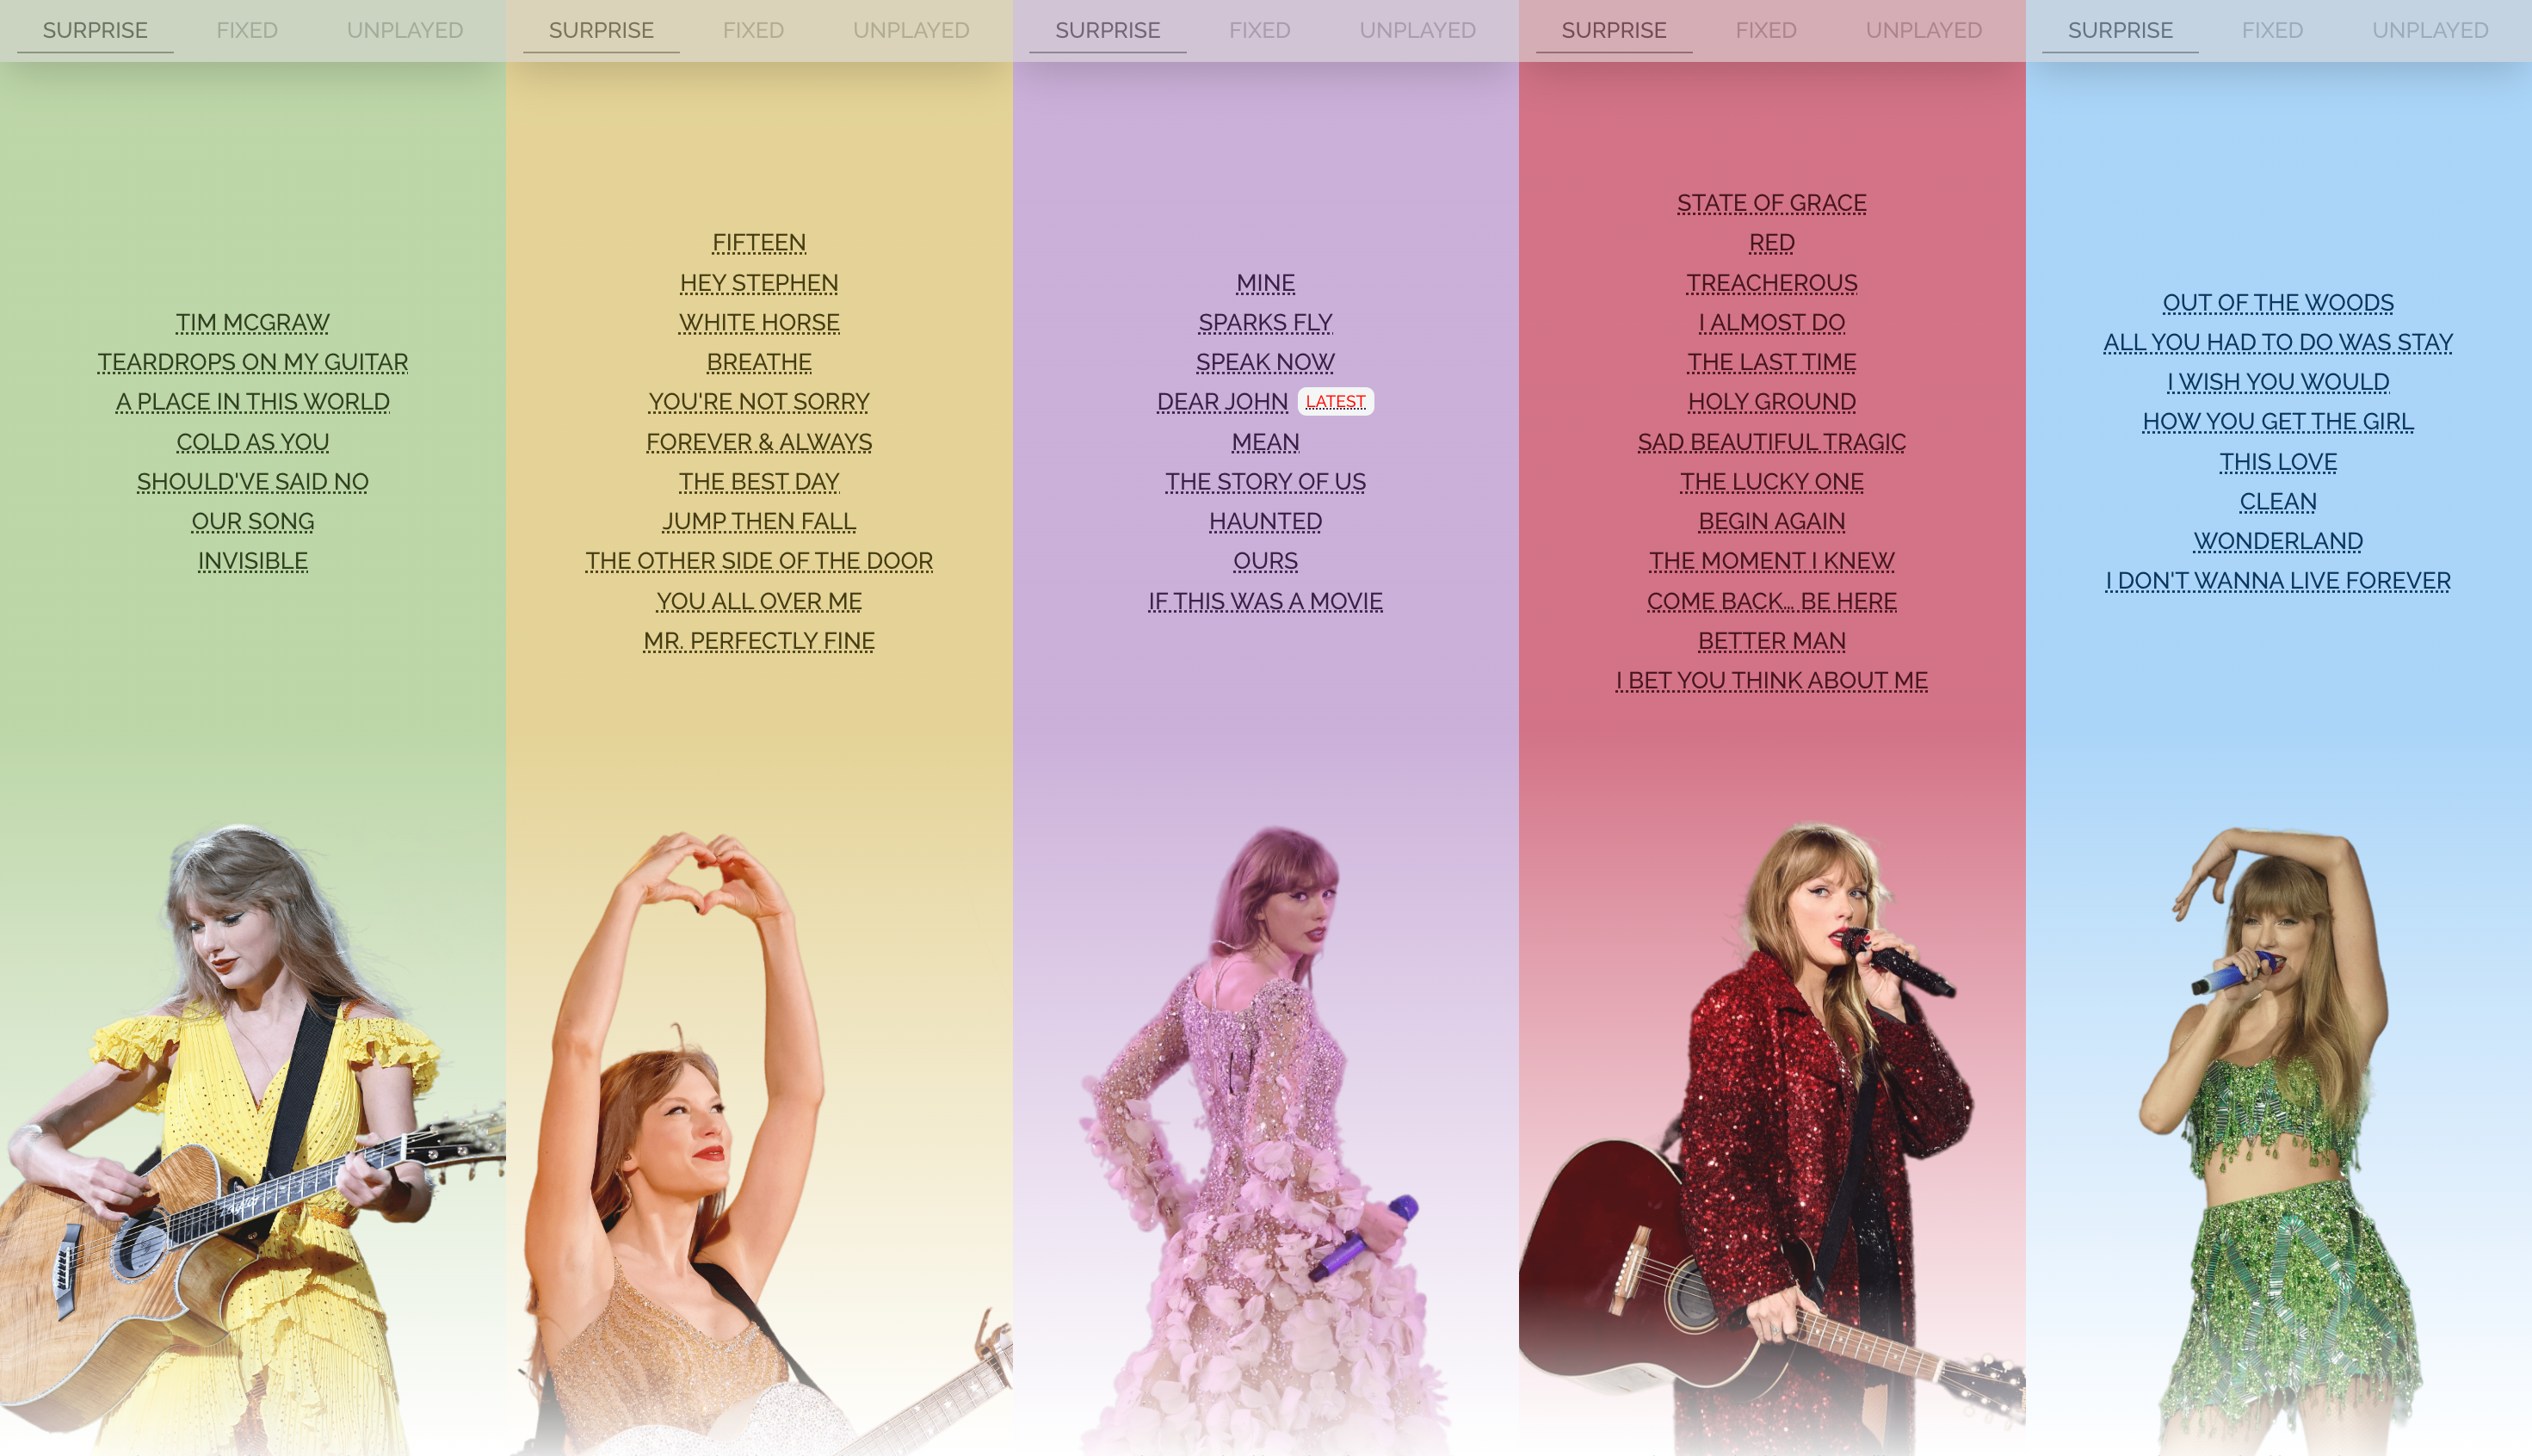 SURPRISE FIXED UNPLAYED
TIM MCGRAW
TEARDROPS ON MY GUITAR
A PLACE IN THIS WORLD
COLD AS YOU
SHOULD'VE SAID NO
OUR SONG
INVISIBLE
SURPRISE FIXED UNPLAYED
FIFTEEN
HEY STEPHEN
WHITE HORSE
BREATHE
YOU'RE NOT SORRY
FOREVER & ALWAYS
THE BEST DAY
JUMP THEN FALL
THE OTHER SIDE OF THE DOOR
YOU ALL OVER ME
MR. PERFECTLY FINE
SURPRISE FIXED UNPLAYED
MINE
SPARKS FLY
SPEAK NOW
DEAR JOHN LATEST
MEAN
THE STORY OF US
HAUNTED
OURS
IF THIS WAS A MOVIE
SURPRISE FIXED UNPLAYED
STATE OF GRACE
RED
TREACHEROUS
I ALMOST DO
THE LAST TIME
HOLY GROUND
SAD BEAUTIFUL TRAGIC
THE LUCKY ONE
BEGIN AGAIN
THE MOMENT I KNEW
COME BACK... BE HERE
BETTER MAN
I BET YOU THINK ABOUT ME
SURPRISE FIXED UNPLAYED
OUT OF THE WOODS
ALL YOU HAD TO DO WAS STAY
I WISH YOU WOULD
HOW YOU GET THE GIRL
THIS LOVE
CLEAN
WONDERLAND
I DON'T WANNA LIVE FOREVER